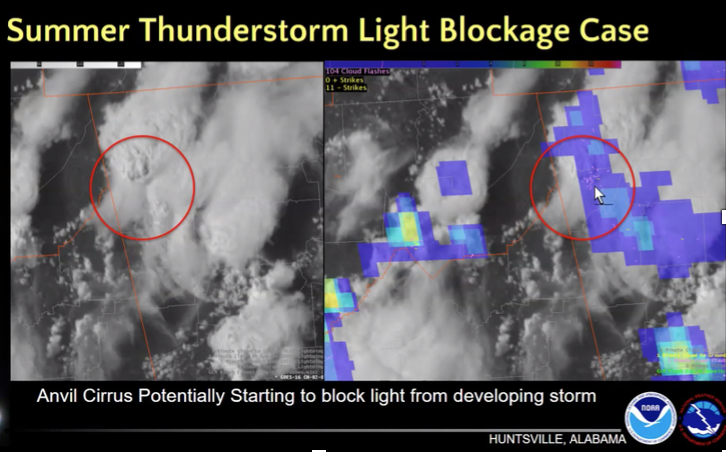 Summer Thunderstorm Light Blockage Case
104 Cloud Flashes
0 + Strikes
11 - Strikes
Anvil Cirrus Potentially Starting to block light from developing storm
NOAA
HUNTSVILLE, ALABAMA